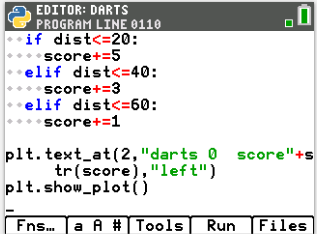 EDITOR: DARTS
PROGRAM LINE 0110
if dist<=20:
score+=5
elif dist<=40:
score+=3
elif dist<=60:
score+=1
plt.text_at(2,"darts 0  score"+s
tr(score),"left")
plt.show_plot()
Fns… a A # Tools Run Files